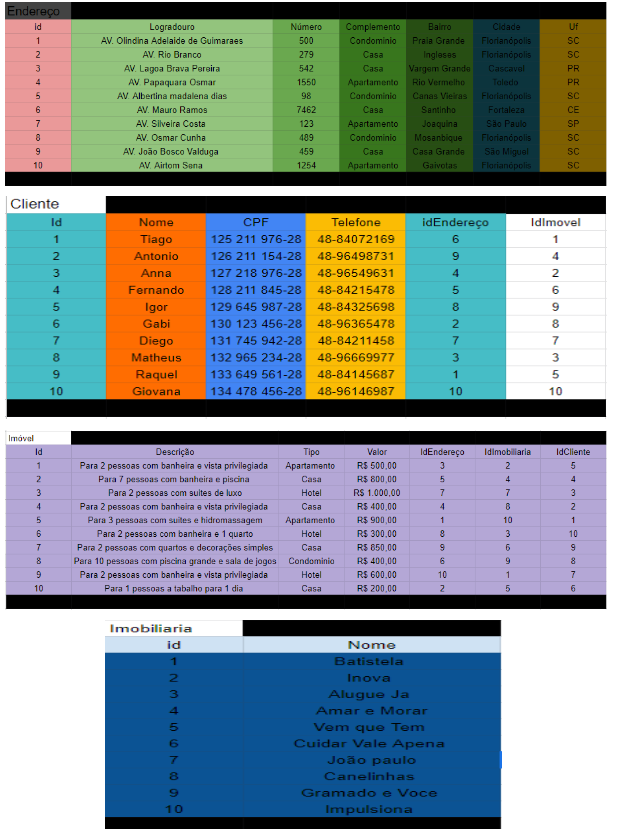 Endereço
id Logradouro Número Complemento Bairro Cidade Uf
1 AV. Olindina Adelaide de Guimaraes 500 Condominio Praia Grande Florianópolis SC
2 AV. Rio Branco 279 Casa Ingleses Florianópolis SC
3 AV. Lagoa Brava Pereira 542 Casa Vargem Grande Cascavel PR
4 AV. Papaquara Osmar 1550 Apartamento Rio Vermelho Toledo PR
5 AV. Albertina madalena dias 98 Condominio Canas Vieiras Florianópolis SC
6 AV. Mauro Ramos 7462 Casa Santinho Fortaleza CE
7 AV. Silveira Costa 123 Apartamento Joaquina São Paulo SP
8 AV. Osmar Cunha 489 Condominio Mosanbique Florianópolis SC
9 AV. João Bosco Valduga 459 Casa Casa Grande São Miguel SC
10 AV. Airtom Sena 1254 Apartamento Gaivotas Florianópolis SC
Cliente
Id Nome CPF Telefone idEndereço IdImovel
1 Tiago 125 211 976-28 48-84072169 6 1
2 Antonio 126 211 154-28 48-96498731 9 4
3 Anna 127 218 976-28 48-96549631 4 2
4 Fernando 128 211 845-28 48-84215478 5 6
5 Igor 129 645 987-28 48-84325698 8 9
6 Gabi 130 123 456-28 48-96365478 2 8
7 Diego 131 745 942-28 48-84211458 7 7
8 Matheus 132 965 234-28 48-96669977 3 3
9 Raquel 133 649 561-28 48-84145687 1 5
10 Giovana 134 478 456-28 48-96146987 10 10
Imóvel
Id Descrição Tipo Valor IdEndereço IdImobiliaria IdCliente
1 Para 2 pessoas com banheira e vista privilegiada Apartamento R$ 500,00 3 2 5
2 Para 7 pessoas com banheira e piscina Casa R$ 800,00 5 4 4
3 Para 2 pessoas com suites de luxo Hotel R$ 1.000,00 7 7 3
4 Para 2 pessoas com banheira e vista privilegiada Casa R$ 400,00 4 8 2
5 Para 3 pessoas com suites e hidromassagem Apartamento R$ 900,00 1 10 1
6 Para 2 pessoas com banheira e 1 quarto Hotel R$ 300,00 8 3 10
7 Para 2 pessoas com quartos e decorações simples Casa R$ 850,00 9 6 9
8 Para 10 pessoas com piscina grande e sala de jogos Condominio R$ 400,00 6 9 8
9 Para 2 pessoas com banheira e vista privilegiada Hotel R$ 600,00 10 1 7
10 Para 1 pessoas a tabalho para 1 dia Casa R$ 200,00 2 5 6
Imobiliaria
id Nome
1 Batistela
2 Inova
3 Alugue Ja
4 Amar e Morar
5 Vem que Tem
6 Cuidar Vale Apena
7 João paulo
8 Canelinhas
9 Gramado e Voce
10 Impulsiona